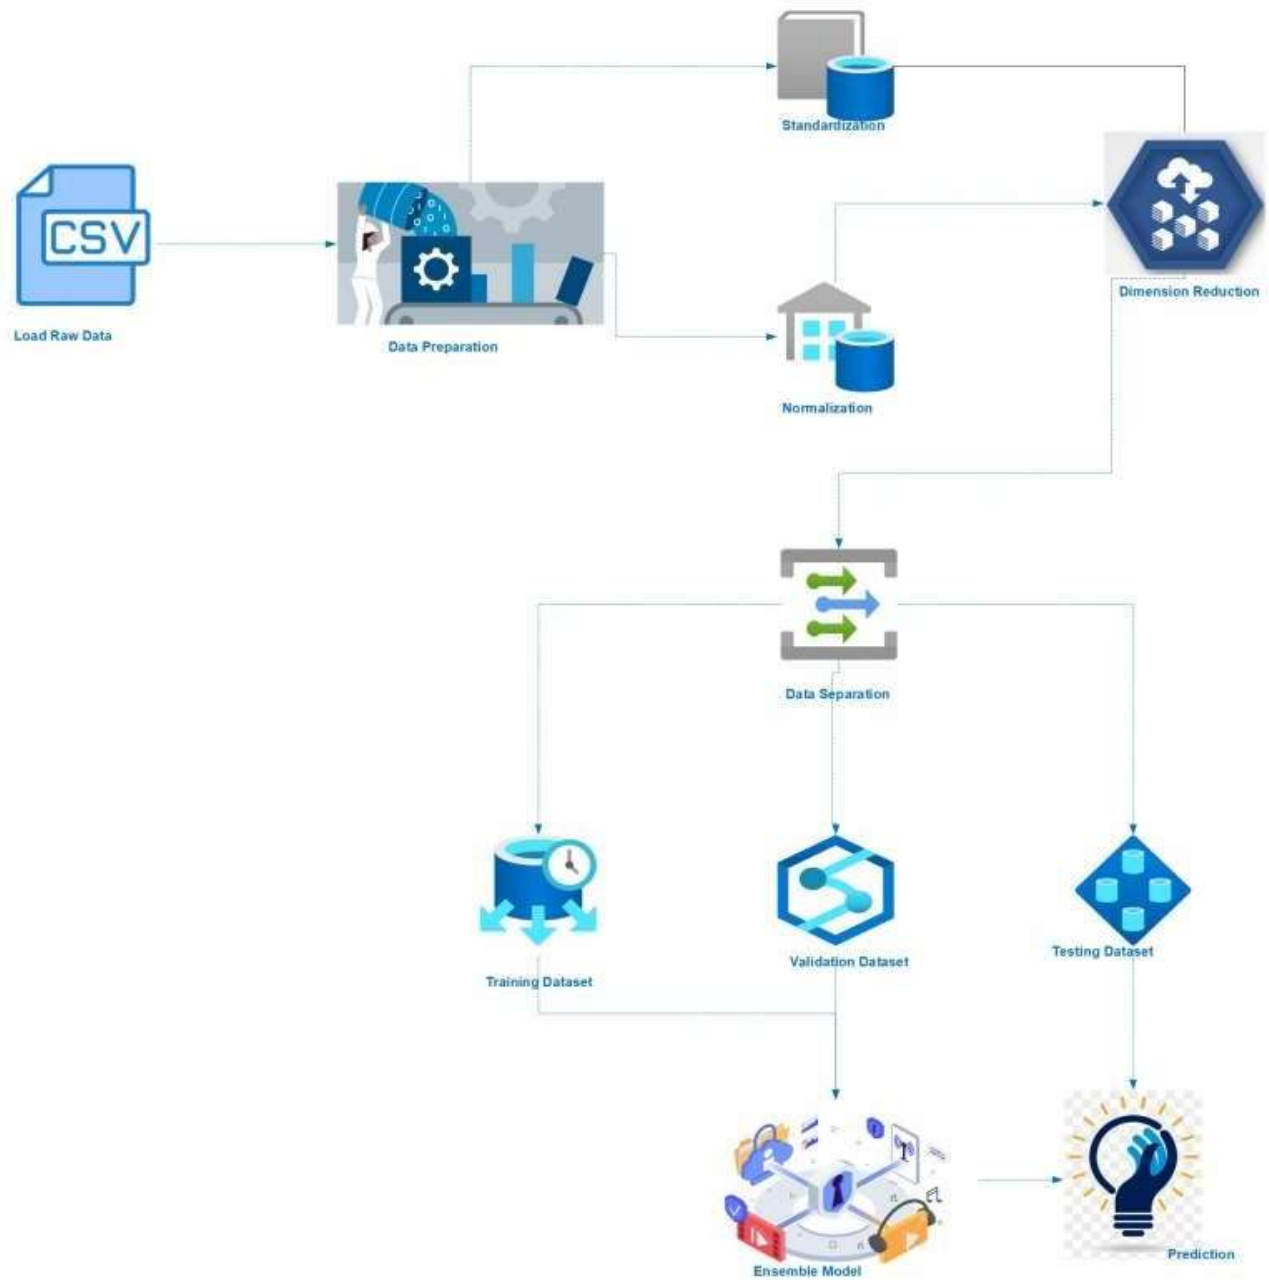 Standardization
CSV
Load Raw Data
Data Preparation
Normalization
Dimension Reduction
Data Separation
Training Dataset
Validation Dataset
Testing Dataset
Ensemble Model
Prediction